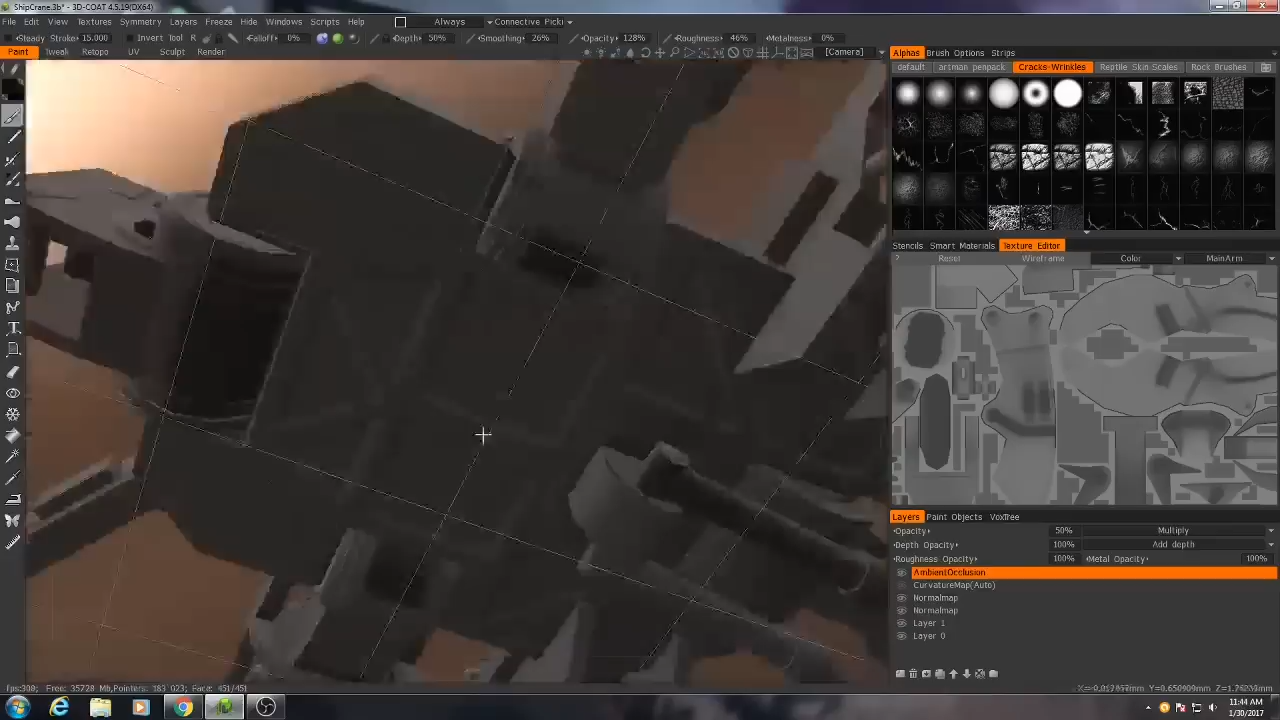 ShipCrane.3b* - 3D-COAT 4.5.19(DX64)
File Edit View Textures Symmetry Layers Freeze Hide Windows Scripts Help Always Connective Picki
Steady Stroke 15.000 Invert Tool R Falloff 0% Depth 50% Smoothing 26% Opacity 128% Roughness 46% Metalness 0%
Paint Tweak Retopo UV Sculpt Render [Camera]
Alphas Brush Options Strips
default artman penpack Cracks-Wrinkles Reptile Skin Scales Rock Brushes
Stencils Smart Materials Texture Editor
? Reset Wireframe Color MainArm
Layers Paint Objects VoxTree
Opacity 50% Multiply
Depth Opacity 100% Add depth
Roughness Opacity 100% Metal Opacity 100%
AmbientOcclusion
CurvatureMap(Auto)
Normalmap
Normalmap
Layer 1
Layer 0
11:44 AM
1/30/2017